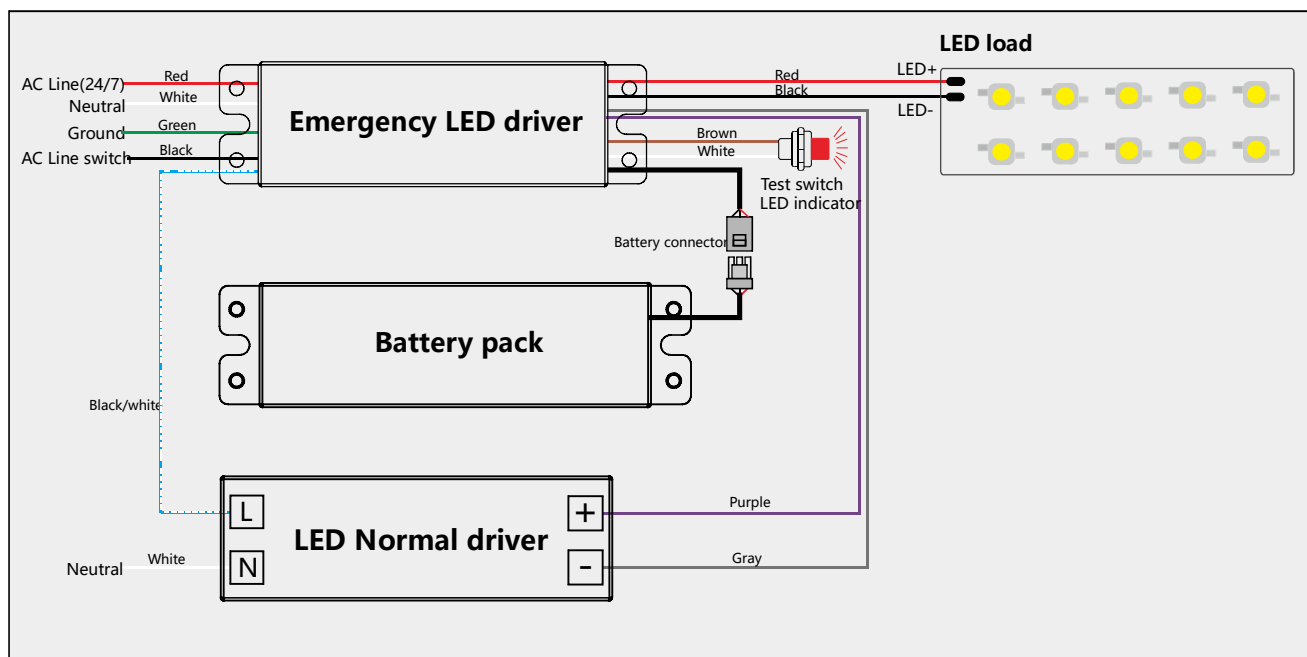 LED load
AC Line(24/7)
Red
Red
LED+
Neutral
White
Black
LED-
Ground
Green
Emergency LED driver
Brown
AC Line switch
Black
White
Test switch
LED indicator
Battery connector
Battery pack
Black/white
L
+
Purple
LED Normal driver
Neutral
White
N
-
Gray